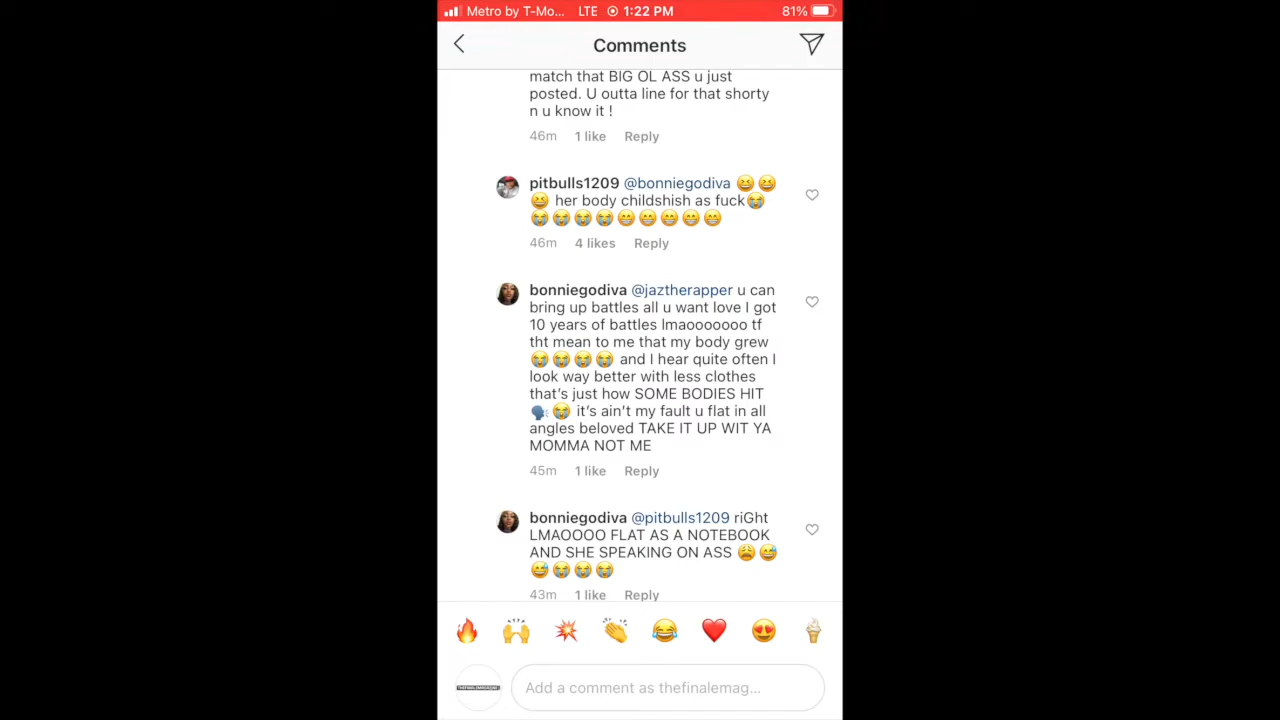 Metro by T-Mo... LTE 1:22 PM 81%
Comments
match that BIG OL ASS u just
posted. U outta line for that shorty
n u know it !
46m 1 like Reply
pitbulls1209 @bonniegodiva 😆😆
😆 her body childshish as fuck😭
😭😭😭😭😁😁😁😁😁
46m 4 likes Reply
bonniegodiva @jaztherapper u can
bring up battles all u want love I got
10 years of battles lmaooooooo tf
tht mean to me that my body grew
😭😭😭😭 and I hear quite often I
look way better with less clothes
that's just how SOME BODIES HIT
🗣😭 it's ain't my fault u flat in all
angles beloved TAKE IT UP WIT YA
MOMMA NOT ME
45m 1 like Reply
bonniegodiva @pitbulls1209 riGht
LMAOOOO FLAT AS A NOTEBOOK
AND SHE SPEAKING ON ASS 😩😅
😅😭😭😭
43m 1 like Reply
🔥🙌💥👏😂❤️😍🍦
Add a comment as thefinalemag...